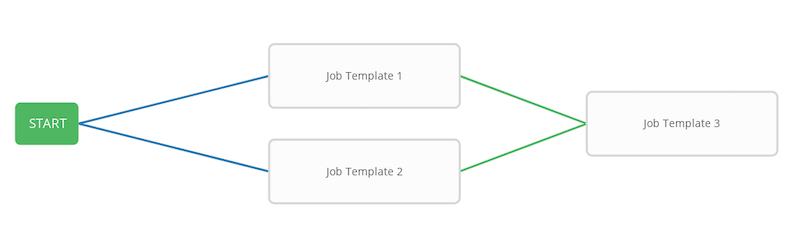 START
Job Template 1
Job Template 2
Job Template 3